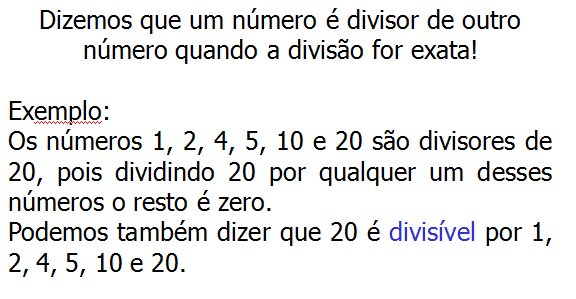 Dizemos que um número é divisor de outro
número quando a divisão for exata!
Exemplo:
Os números 1, 2, 4, 5, 10 e 20 são divisores de
20, pois dividindo 20 por qualquer um desses
números o resto é zero.
Podemos também dizer que 20 é divisível por 1,
2, 4, 5, 10 e 20.